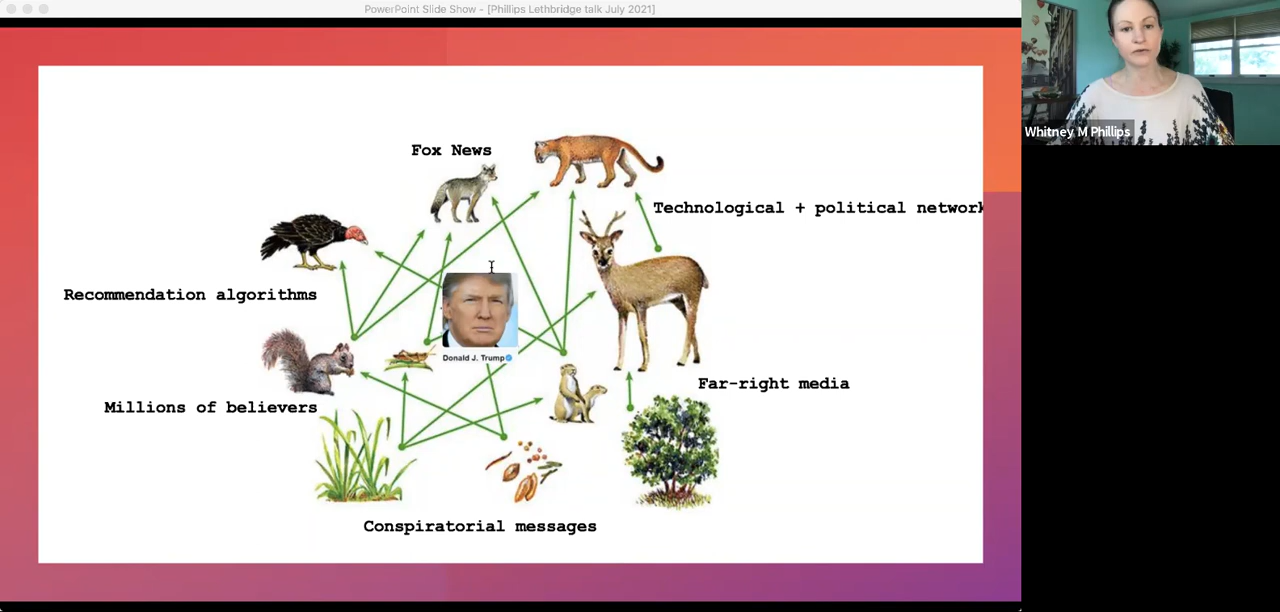 PowerPoint Slide Show - [Phillips Lethbridge talk July 2021]
Whitney M Phillips
Fox News
Technological + political network
Recommendation algorithms
Donald J. Trump
Far-right media
Millions of believers
Conspiratorial messages